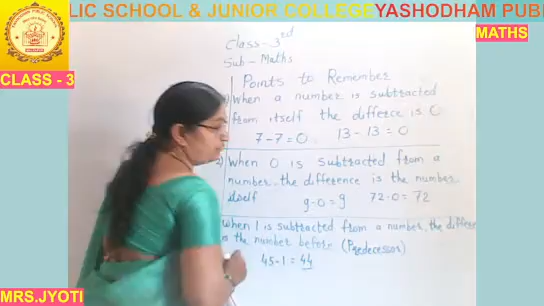 LIC SCHOOL & JUNIOR COLLEGE YASHODHAM PUB
MATHS
CLASS - 3
Class-3rd
Sub-Maths
Points to Remember
When a number is subtracted
from itself the differce is 0
7-7=0 13-13=0
When 0 is subtracted from a
number, the difference is the number
itself 9-0=9 72-0=72
When 1 is subtracted from a number, the differe
is the number before (Predecessor)
45-1=44
MRS.JYOTI